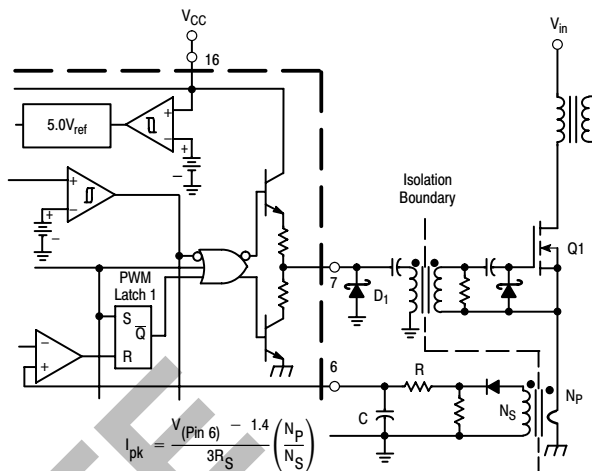 VCC
Vin
16
5.0Vref
+
–
+
–
+
–
+
–
Isolation
Boundary
Q1
PWM
Latch 1
7
D1
S
Q̅
R
–
+
6
R
C
NS
NP
Ipk = V(Pin 6) – 1.4 / 3RS (NP / NS)